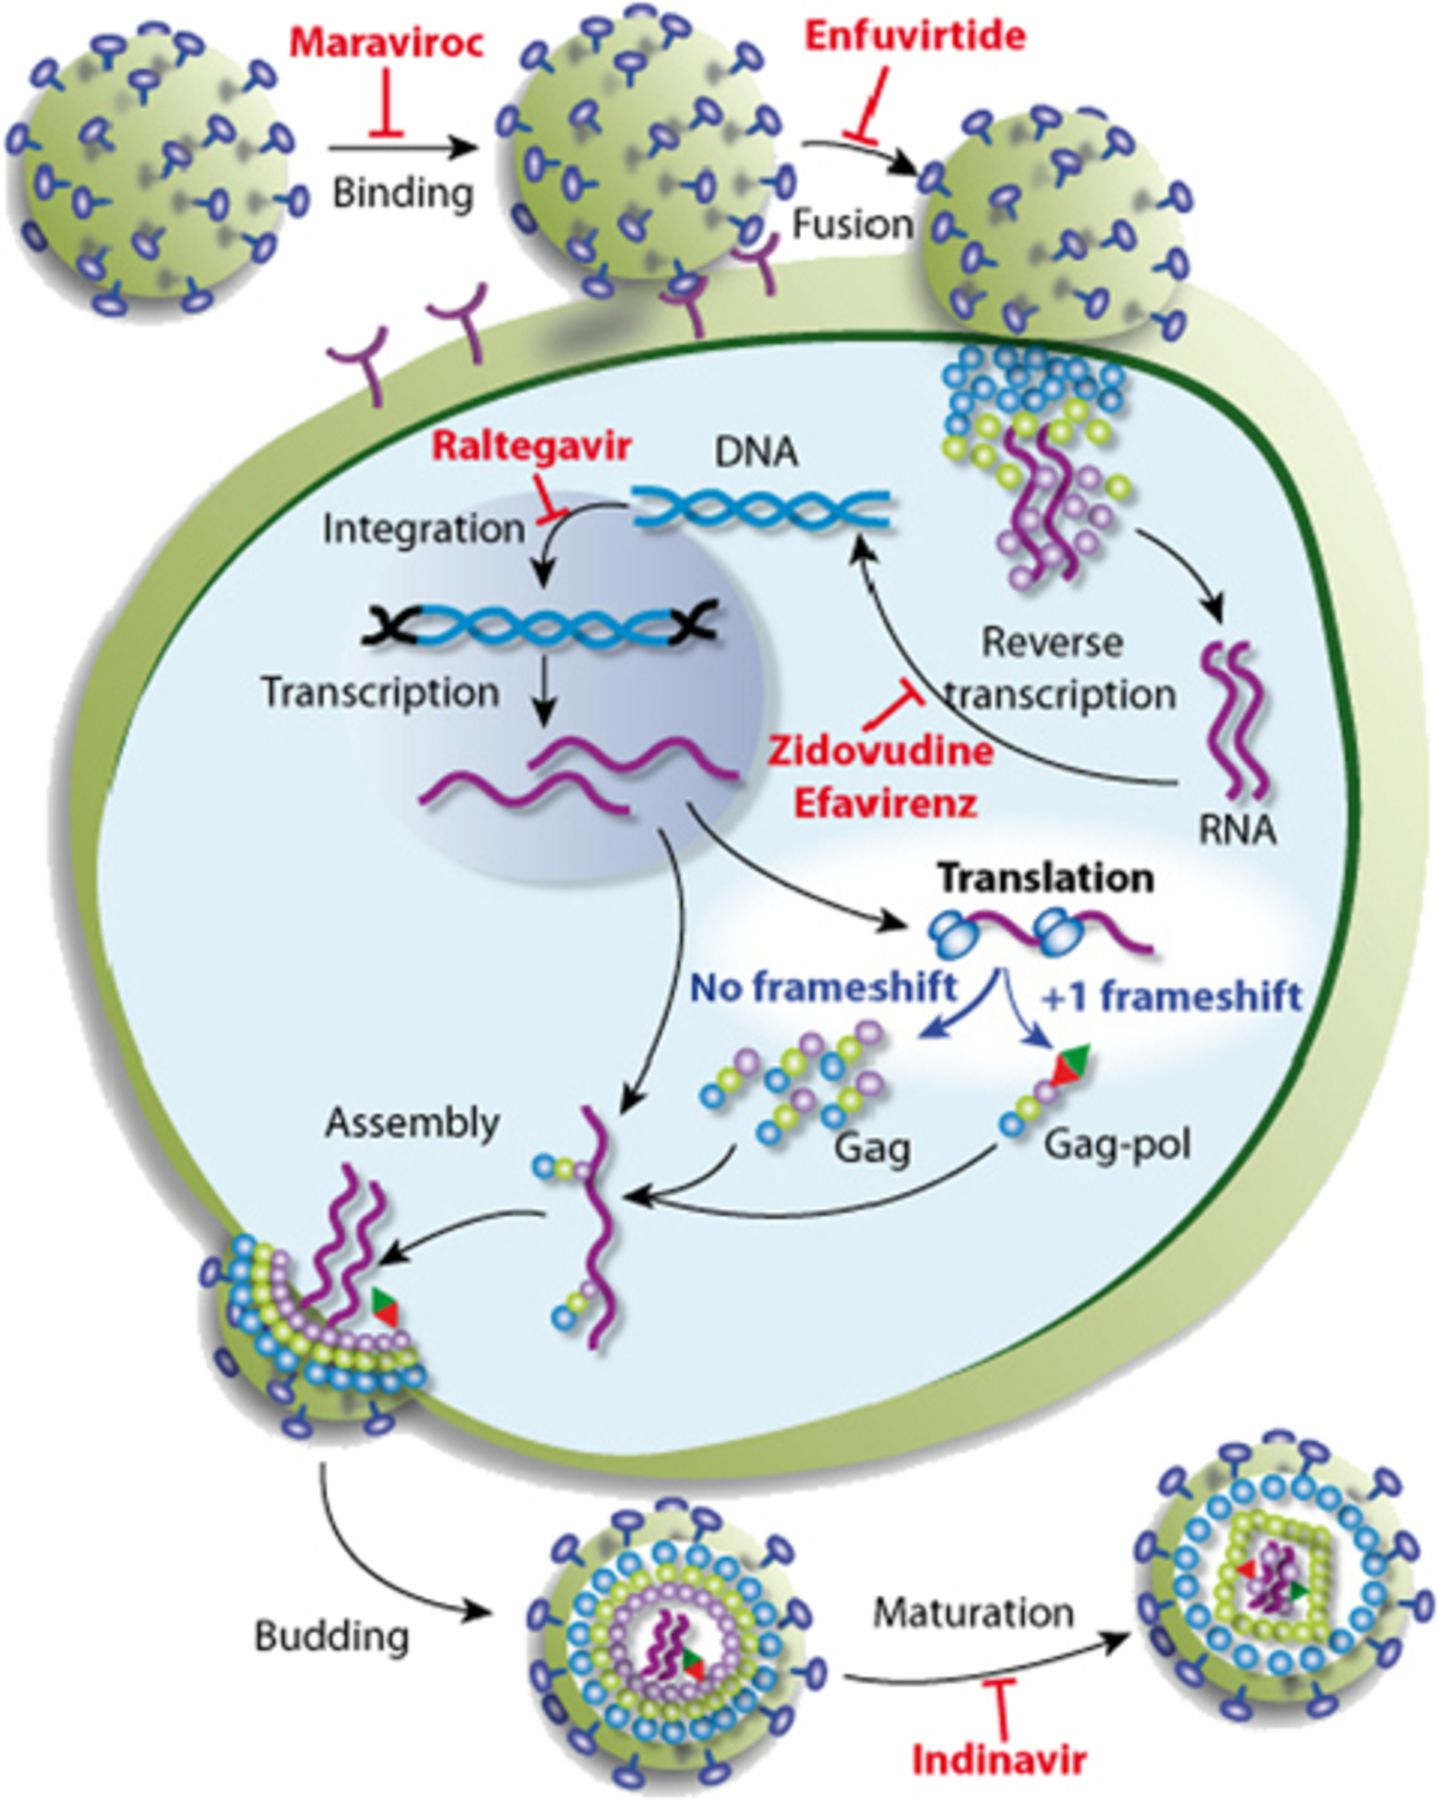 Maraviroc
Enfuvirtide
Binding
Fusion
Raltegavir
DNA
Integration
Reverse
transcription
Transcription
Zidovudine
Efavirenz
RNA
Translation
No frameshift
+1 frameshift
Assembly
Gag
Gag-pol
Budding
Maturation
Indinavir